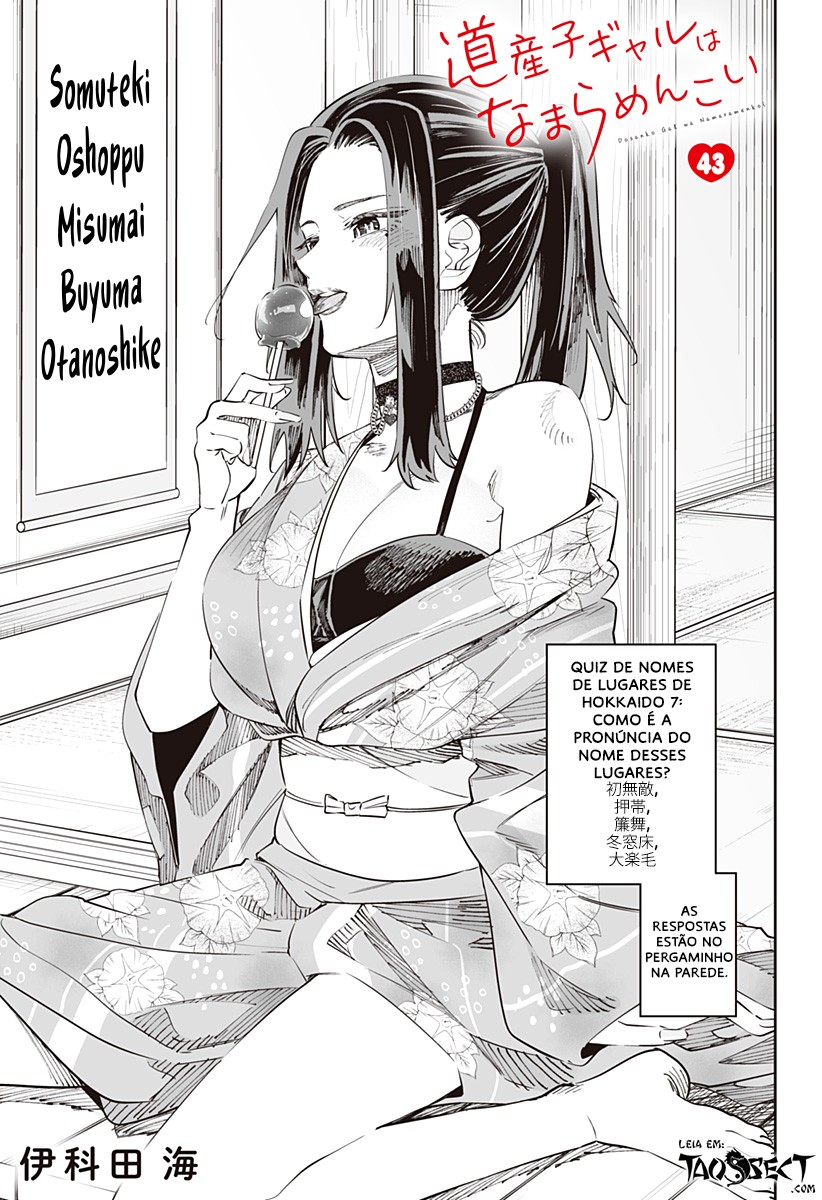 道産子ギャルは
なまらめんこい
Dosanko Gal wa Namaramenkoi
43
Somuteki
Oshoppu
Misumai
Buyuma
Otanoshike
QUIZ DE NOMES
DE LUGARES DE
HOKKAIDO 7:
COMO É A
PRONÚNCIA DO
NOME DESSES
LUGARES?
初無敵,
押帯,
簾舞,
冬窓床,
大楽毛
AS
RESPOSTAS
ESTÃO NO
PERGAMINHO
NA PAREDE.
伊科田 海
LEIA EM:
TAOSECT
.COM